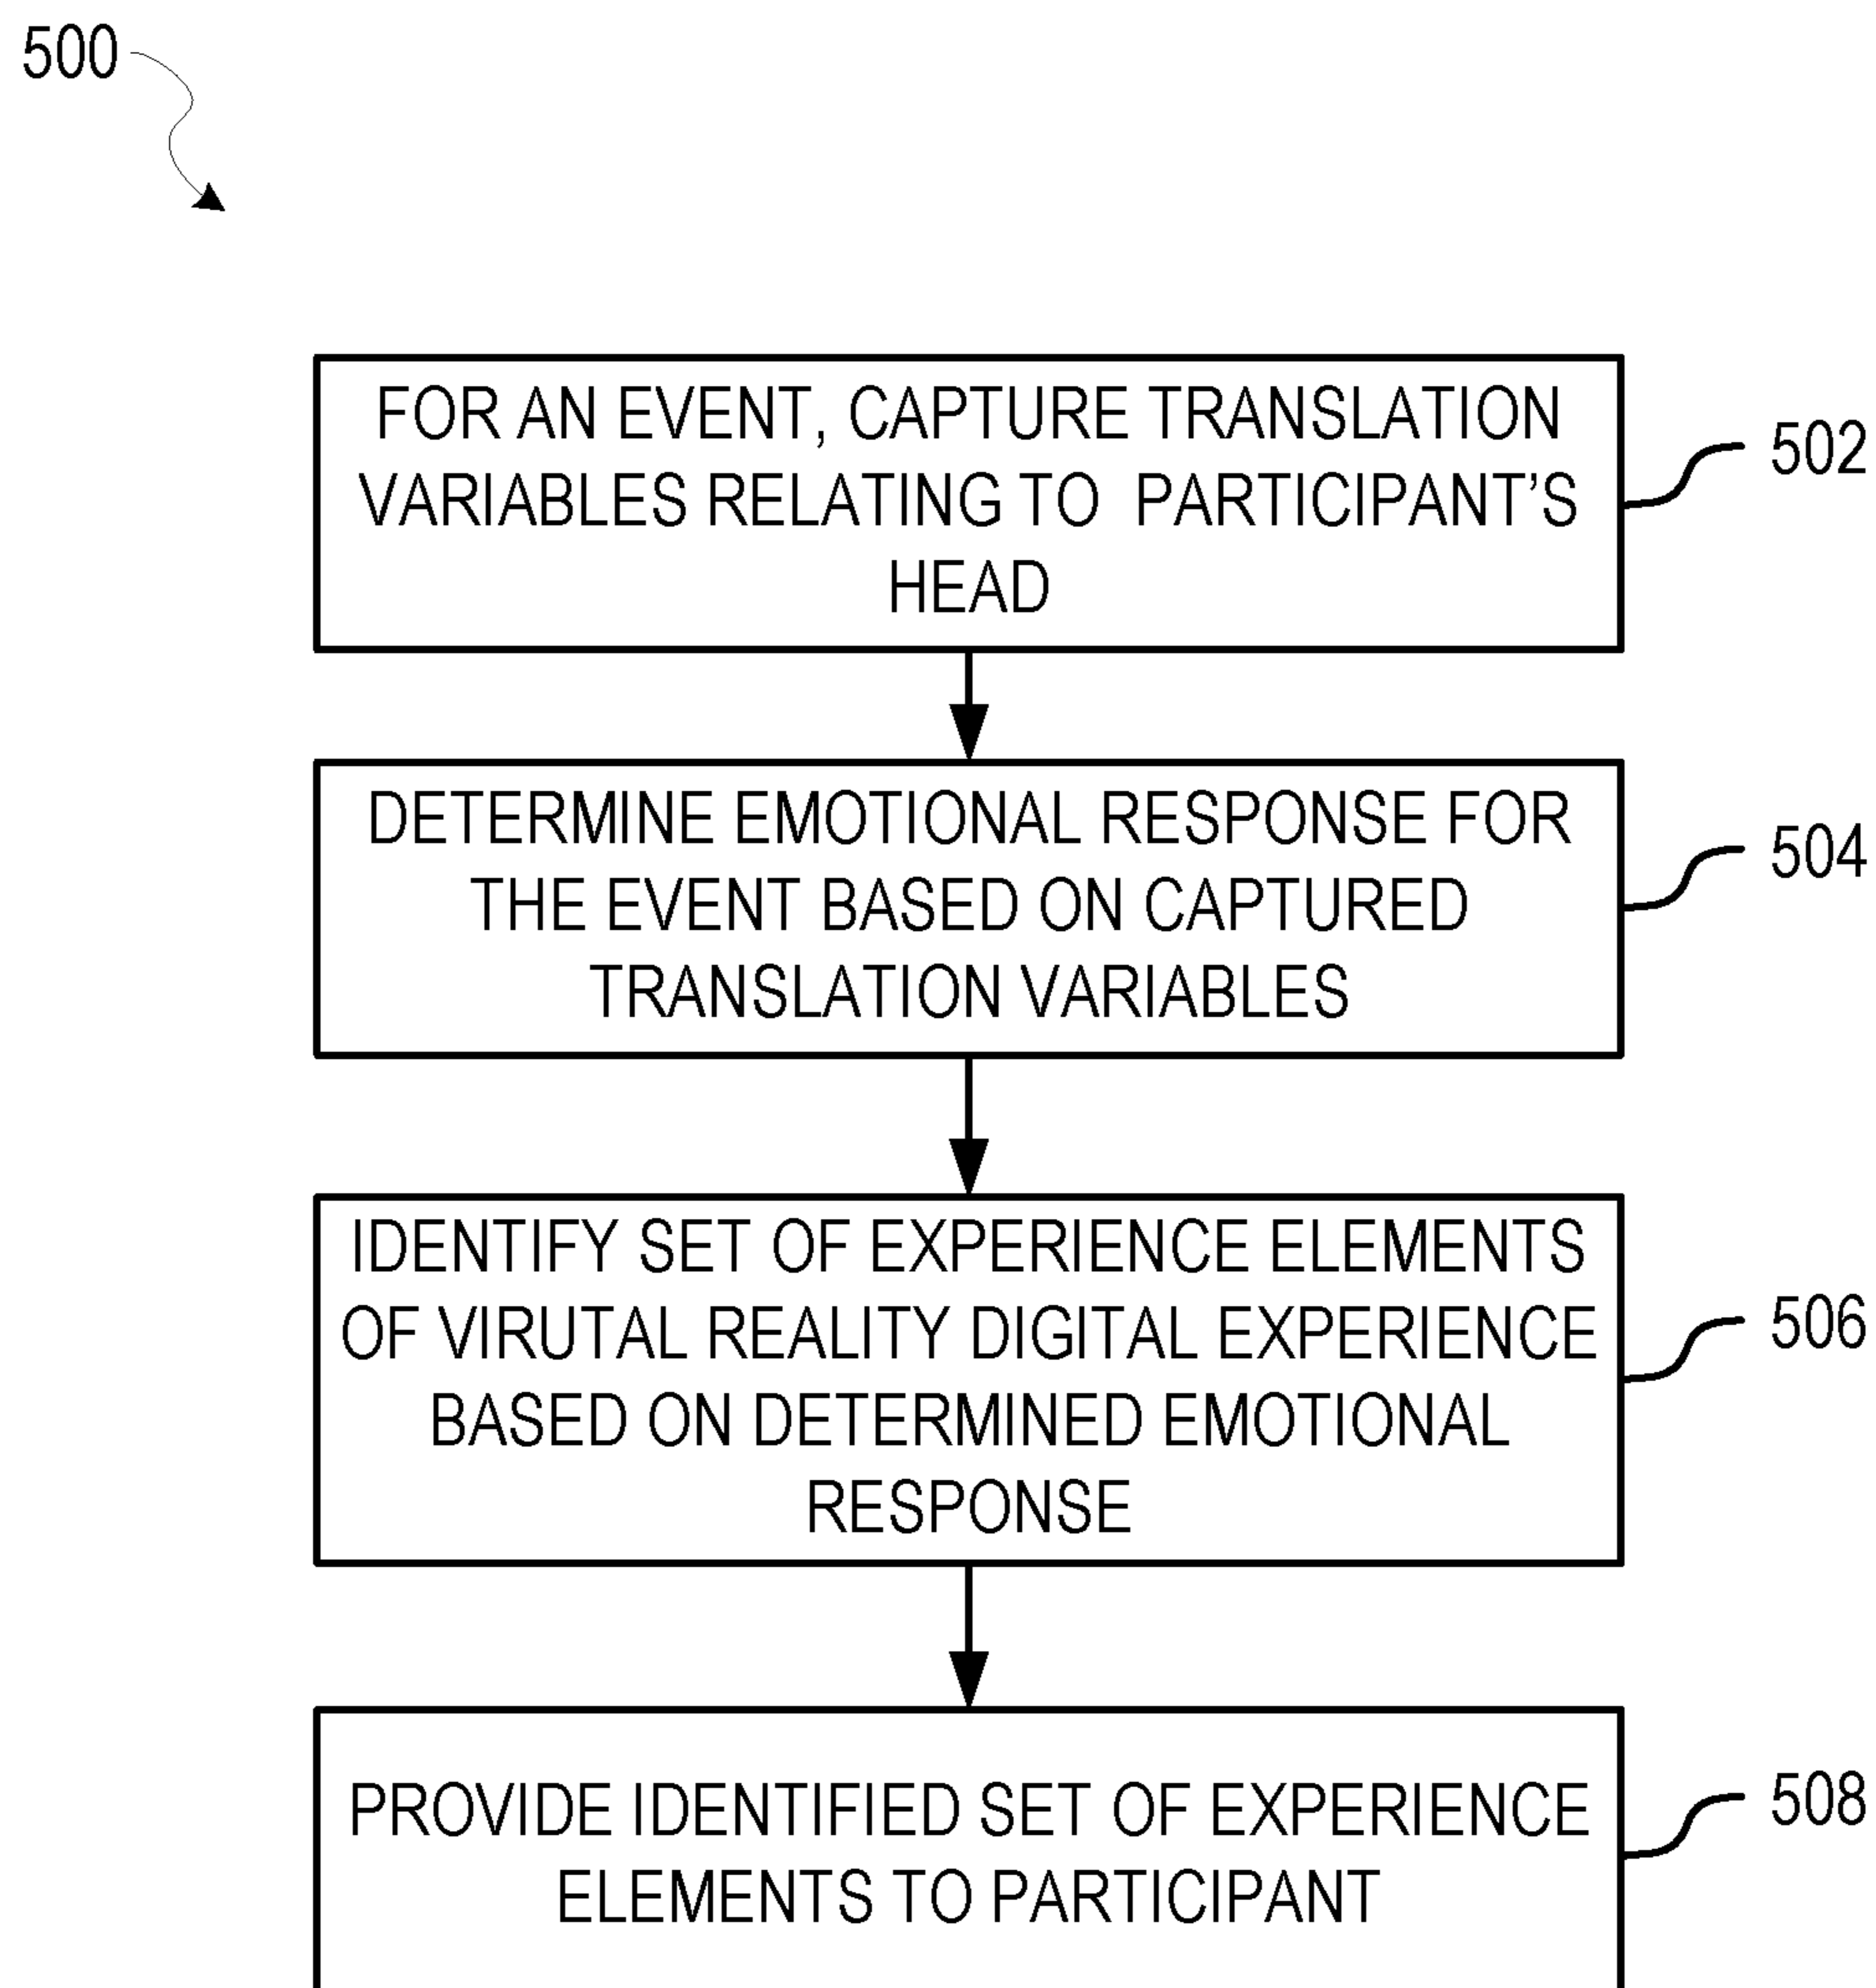 500
FOR AN EVENT, CAPTURE TRANSLATION
VARIABLES RELATING TO PARTICIPANT'S
HEAD
502
DETERMINE EMOTIONAL RESPONSE FOR
THE EVENT BASED ON CAPTURED
TRANSLATION VARIABLES
504
IDENTIFY SET OF EXPERIENCE ELEMENTS
OF VIRUTAL REALITY DIGITAL EXPERIENCE
BASED ON DETERMINED EMOTIONAL
RESPONSE
506
PROVIDE IDENTIFIED SET OF EXPERIENCE
ELEMENTS TO PARTICIPANT
508